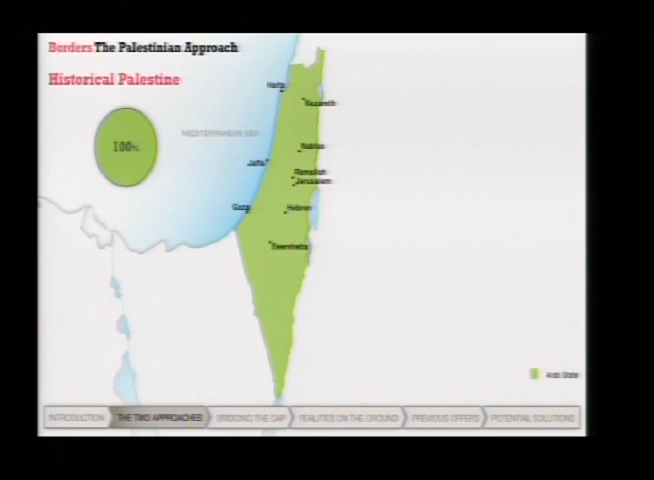 Borders The Palestinian Approach
Historical Palestine
100%
MEDITERRANEAN SEA
Haifa
Nazareth
Nablus
Jaffa
Ramallah
Jerusalem
Gaza
Hebron
Beersheba
Arab State
INTRODUCTION
THE TWO APPROACHES
BRIDGING THE GAP
REALITIES ON THE GROUND
PREVIOUS OFFERS
POTENTIAL SOLUTIONS